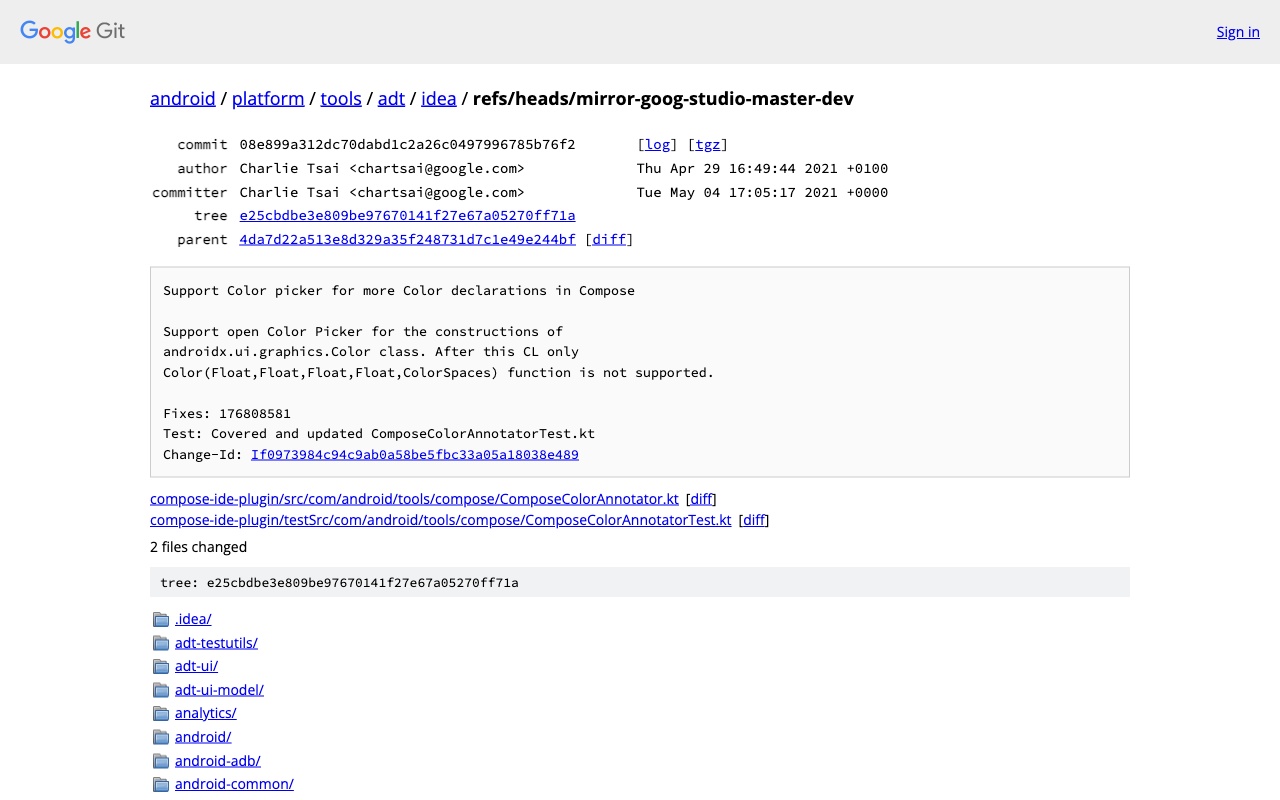 Google Git
Sign in
android / platform / tools / adt / idea / refs/heads/mirror-goog-studio-master-dev
commit 08e899a312dc70dabd1c2a26c0497996785b76f2 [log] [tgz]
author Charlie Tsai <chartsai@google.com> Thu Apr 29 16:49:44 2021 +0100
committer Charlie Tsai <chartsai@google.com> Tue May 04 17:05:17 2021 +0000
tree e25cbdbe3e809be97670141f27e67a05270ff71a
parent 4da7d22a513e8d329a35f248731d7c1e49e244bf [diff]
Support Color picker for more Color declarations in Compose
Support open Color Picker for the constructions of
androidx.ui.graphics.Color class. After this CL only
Color(Float,Float,Float,Float,ColorSpaces) function is not supported.
Fixes: 176808581
Test: Covered and updated ComposeColorAnnotatorTest.kt
Change-Id: If0973984c94c9ab0a58be5fbc33a05a18038e489
compose-ide-plugin/src/com/android/tools/compose/ComposeColorAnnotator.kt [diff]
compose-ide-plugin/testSrc/com/android/tools/compose/ComposeColorAnnotatorTest.kt [diff]
2 files changed
tree: e25cbdbe3e809be97670141f27e67a05270ff71a
.idea/
adt-testutils/
adt-ui/
adt-ui-model/
analytics/
android/
android-adb/
android-common/